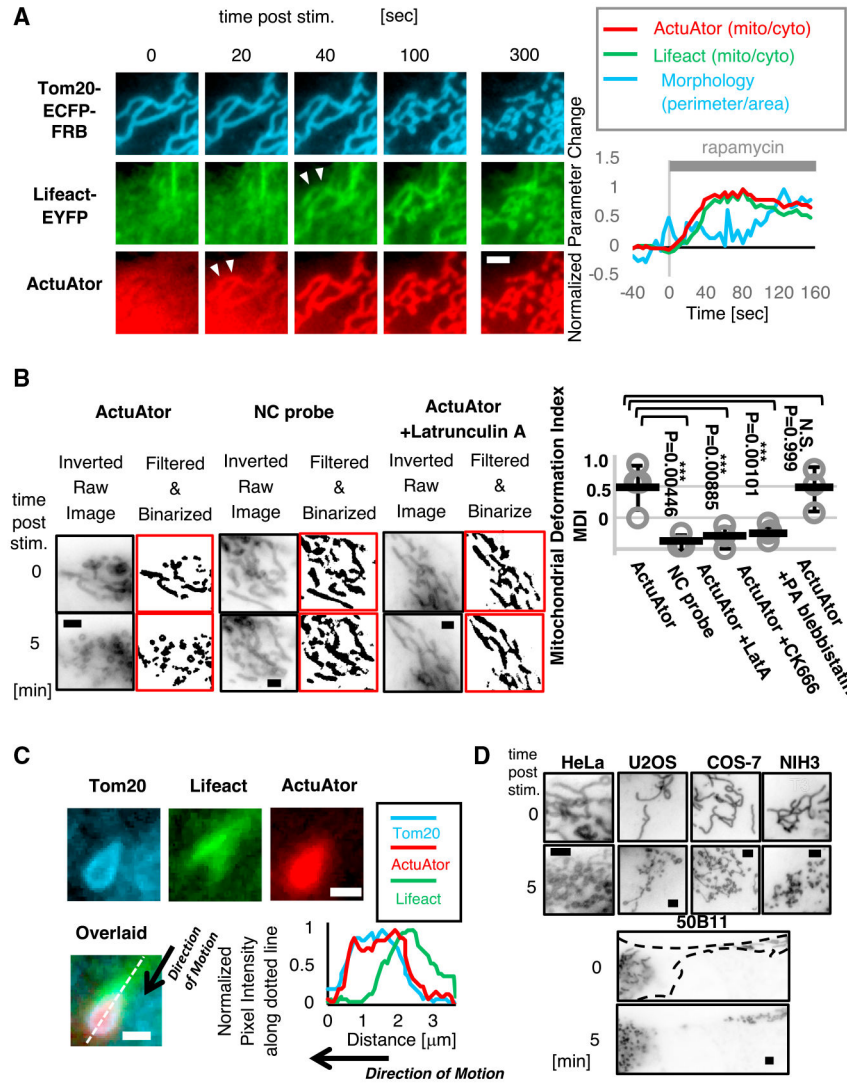 A
time post stim. [sec]
0 20 40 100 300
Tom20-
ECFP-
FRB
Lifeact-
EYFP
ActuAtor
ActuAtor (mito/cyto)
Lifeact (mito/cyto)
Morphology
(perimeter/area)
Normalized Parameter Change
rapamycin
1.5
1
0.5
0
-0.5
-40 0 40 80 120 160
Time [sec]
B
ActuAtor
NC probe
ActuAtor
+Latrunculin A
Inverted
Raw
Image
Filtered
&
Binarized
Inverted
Raw
Image
Filtered
&
Binarized
Inverted
Raw
Image
Filtered
&
Binarized
time
post
stim.
0
5
[min]
Mitochondrial Deformation Index
MDI
1.0
0.5
0
***
P=0.00446
***
P=0.00885
***
P=0.00101
N.S.
P=0.999
ActuAtor
NC probe
ActuAtor +LatA
ActuAtor +CK666
ActuAtor
+PA blebbistatin
C
Tom20 Lifeact ActuAtor
Tom20
ActuAtor
Lifeact
Overlaid
Direction
of Motion
Normalized
Pixel Intensity
along dotted line
1
0.5
0
0 1 2 3
Distance [μm]
Direction of Motion
D
time
post
stim.
HeLa U2OS COS-7 NIH3
0
5
50B11
0
5
[min]